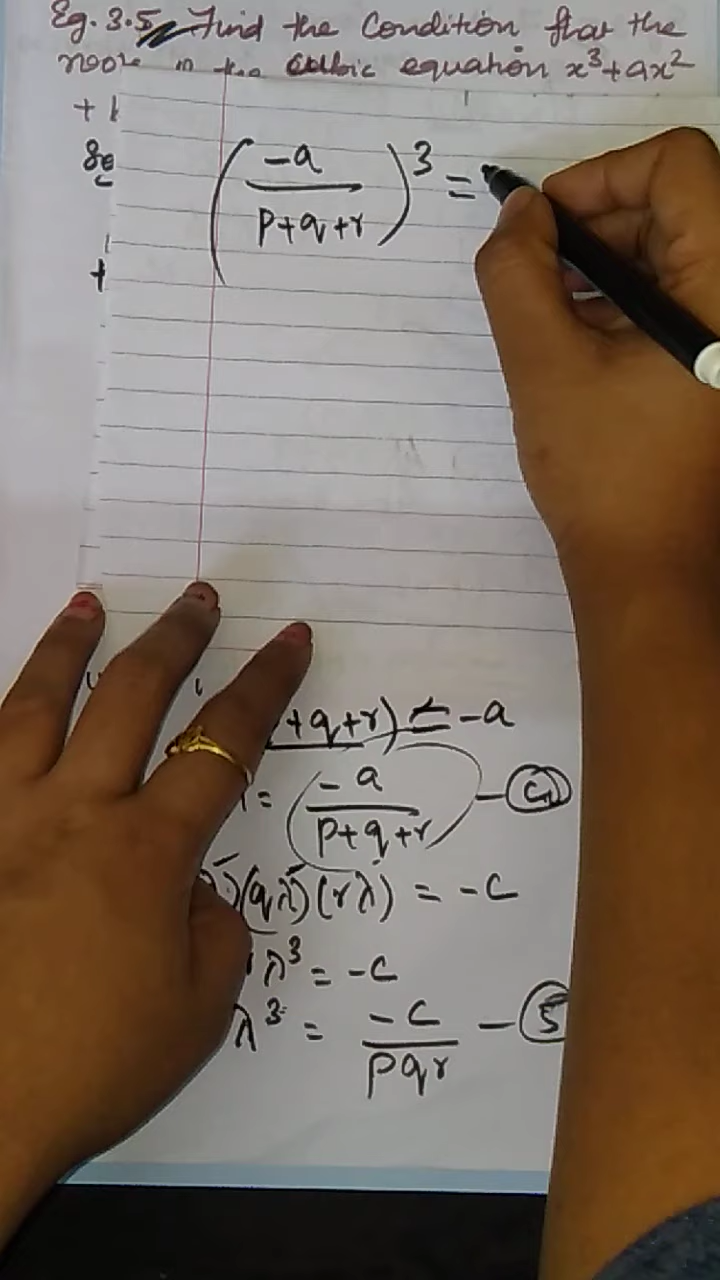 Eg. 3.5 Find the Condition that the
roots in the cubic equation x³+ax²
+
(-a / p+q+r)³ =
+
+q+r) = -a
= (-a / p+q+r) - (4)
(qλ)(rλ) = -c
λ³ = -c
λ³ = -c / pqr - (5)